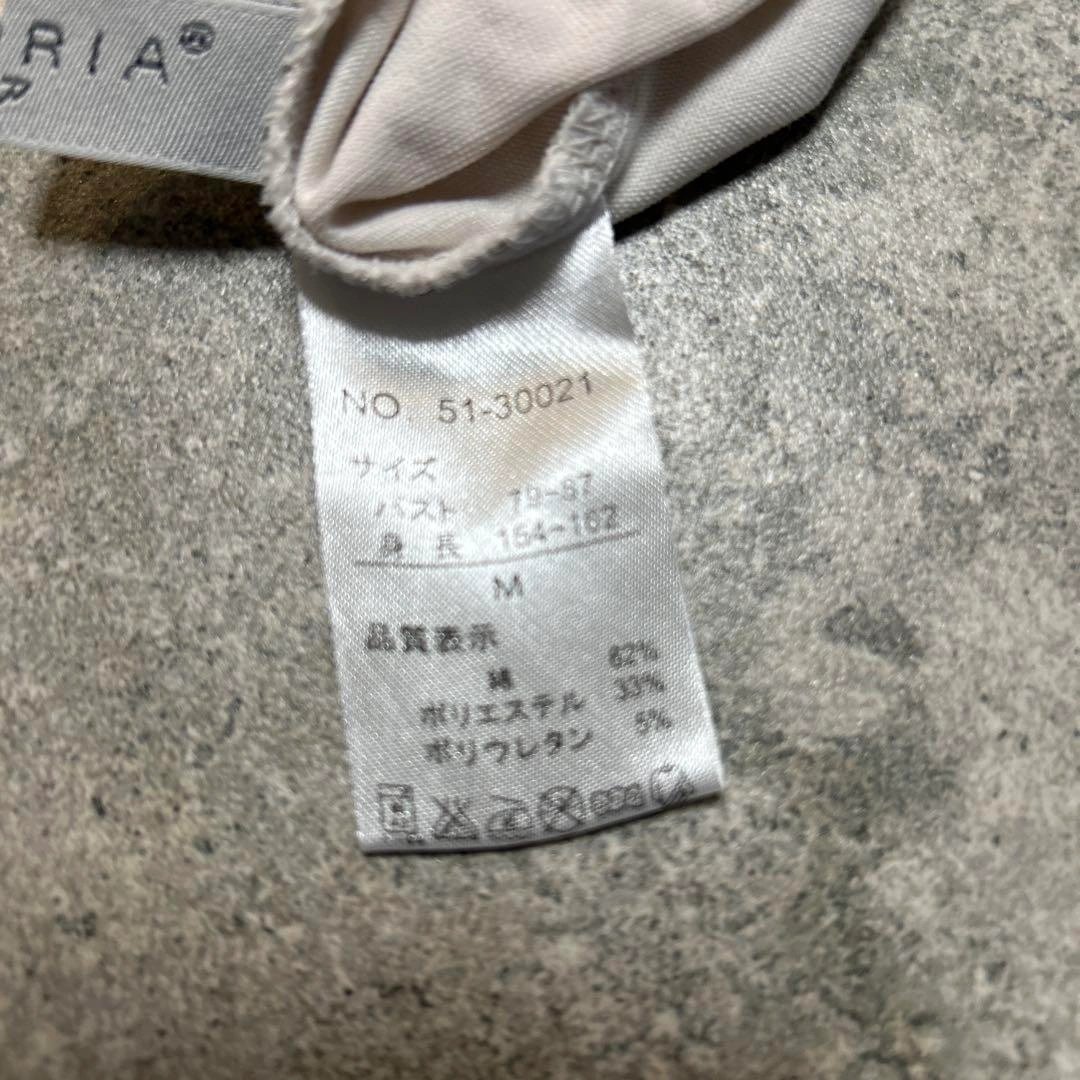 RIA®
R
NO. 51-30021
サイズ
バスト 79-87
身 長 154-162
M
品質表示
綿 62%
ポリエステル 33%
ポリウレタン 5%